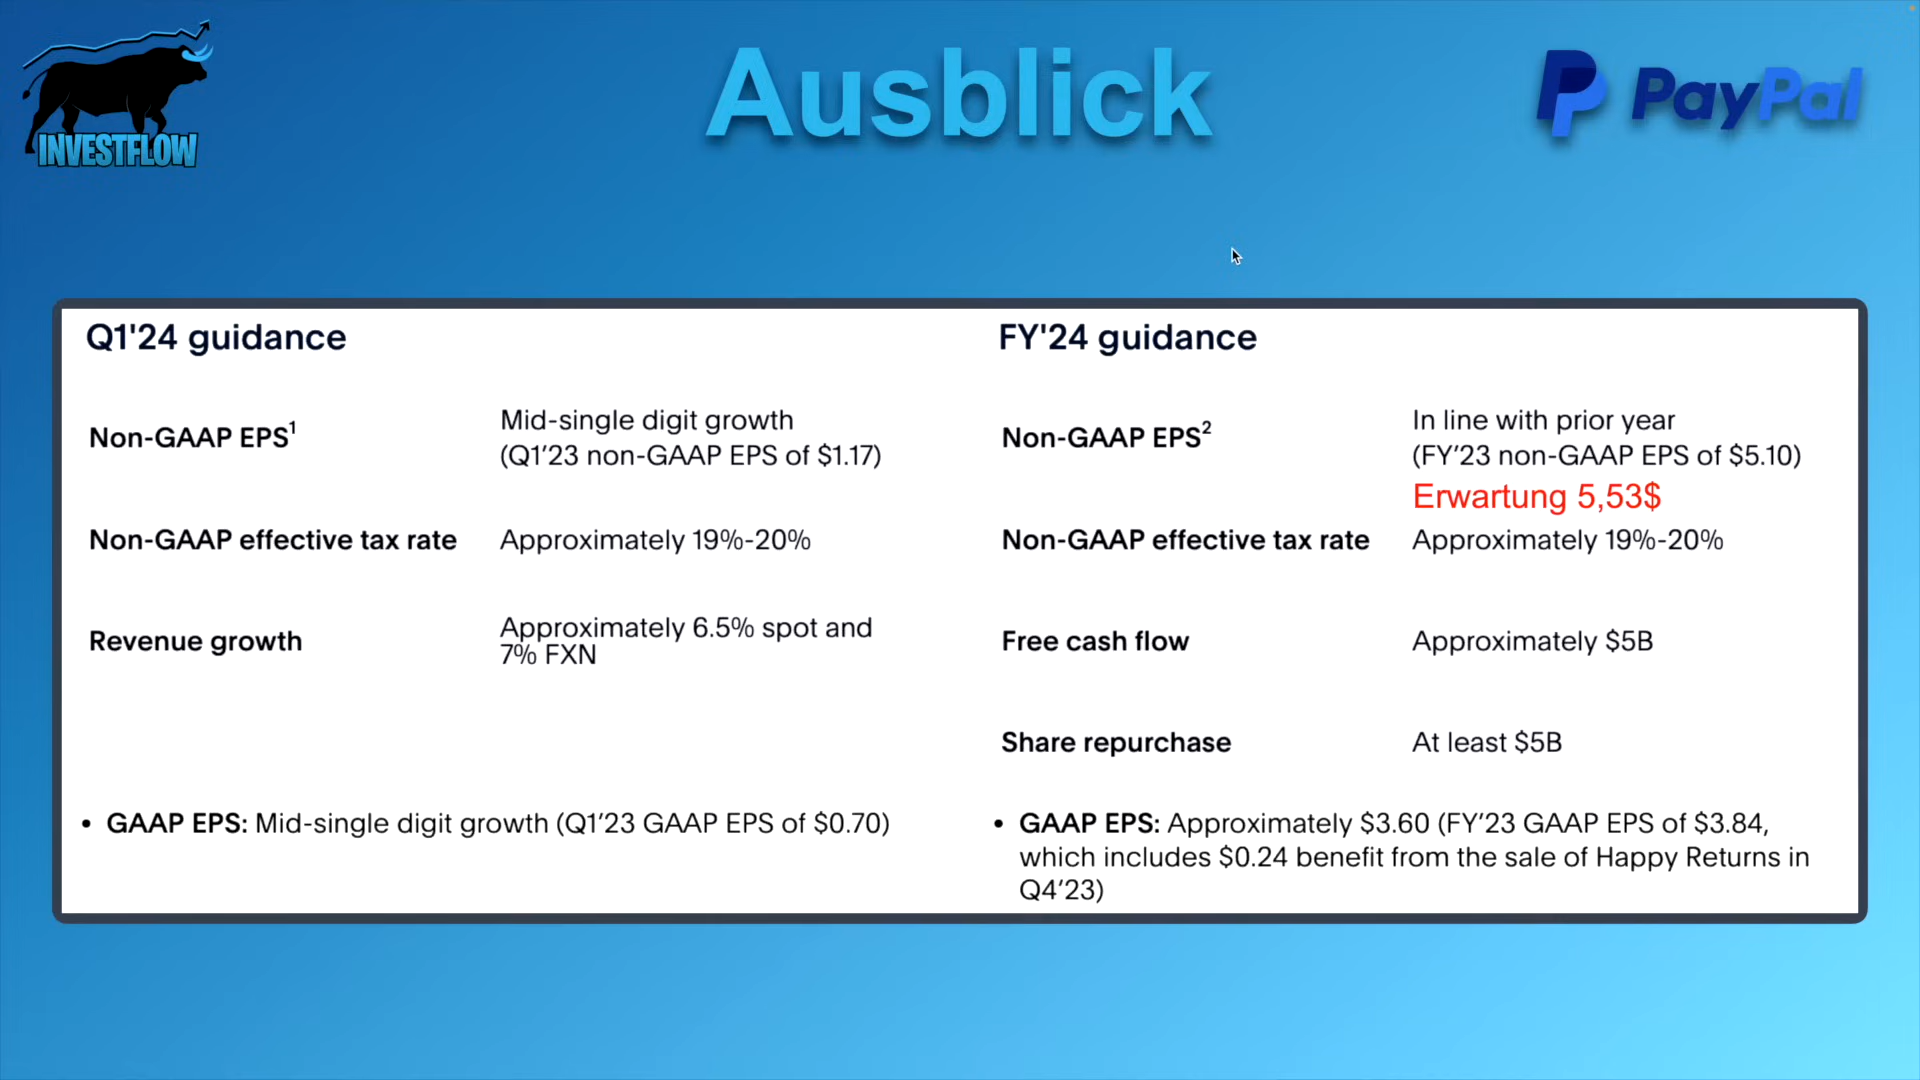 INVESTFLOW
Ausblick
PayPal
Q1'24 guidance
Non-GAAP EPS¹
Mid-single digit growth
(Q1’23 non-GAAP EPS of $1.17)
Non-GAAP effective tax rate
Approximately 19%-20%
Revenue growth
Approximately 6.5% spot and
7% FXN
• GAAP EPS: Mid-single digit growth (Q1’23 GAAP EPS of $0.70)
FY'24 guidance
Non-GAAP EPS²
In line with prior year
(FY’23 non-GAAP EPS of $5.10)
Erwartung 5,53$
Non-GAAP effective tax rate
Approximately 19%-20%
Free cash flow
Approximately $5B
Share repurchase
At least $5B
• GAAP EPS: Approximately $3.60 (FY’23 GAAP EPS of $3.84,
which includes $0.24 benefit from the sale of Happy Returns in
Q4’23)